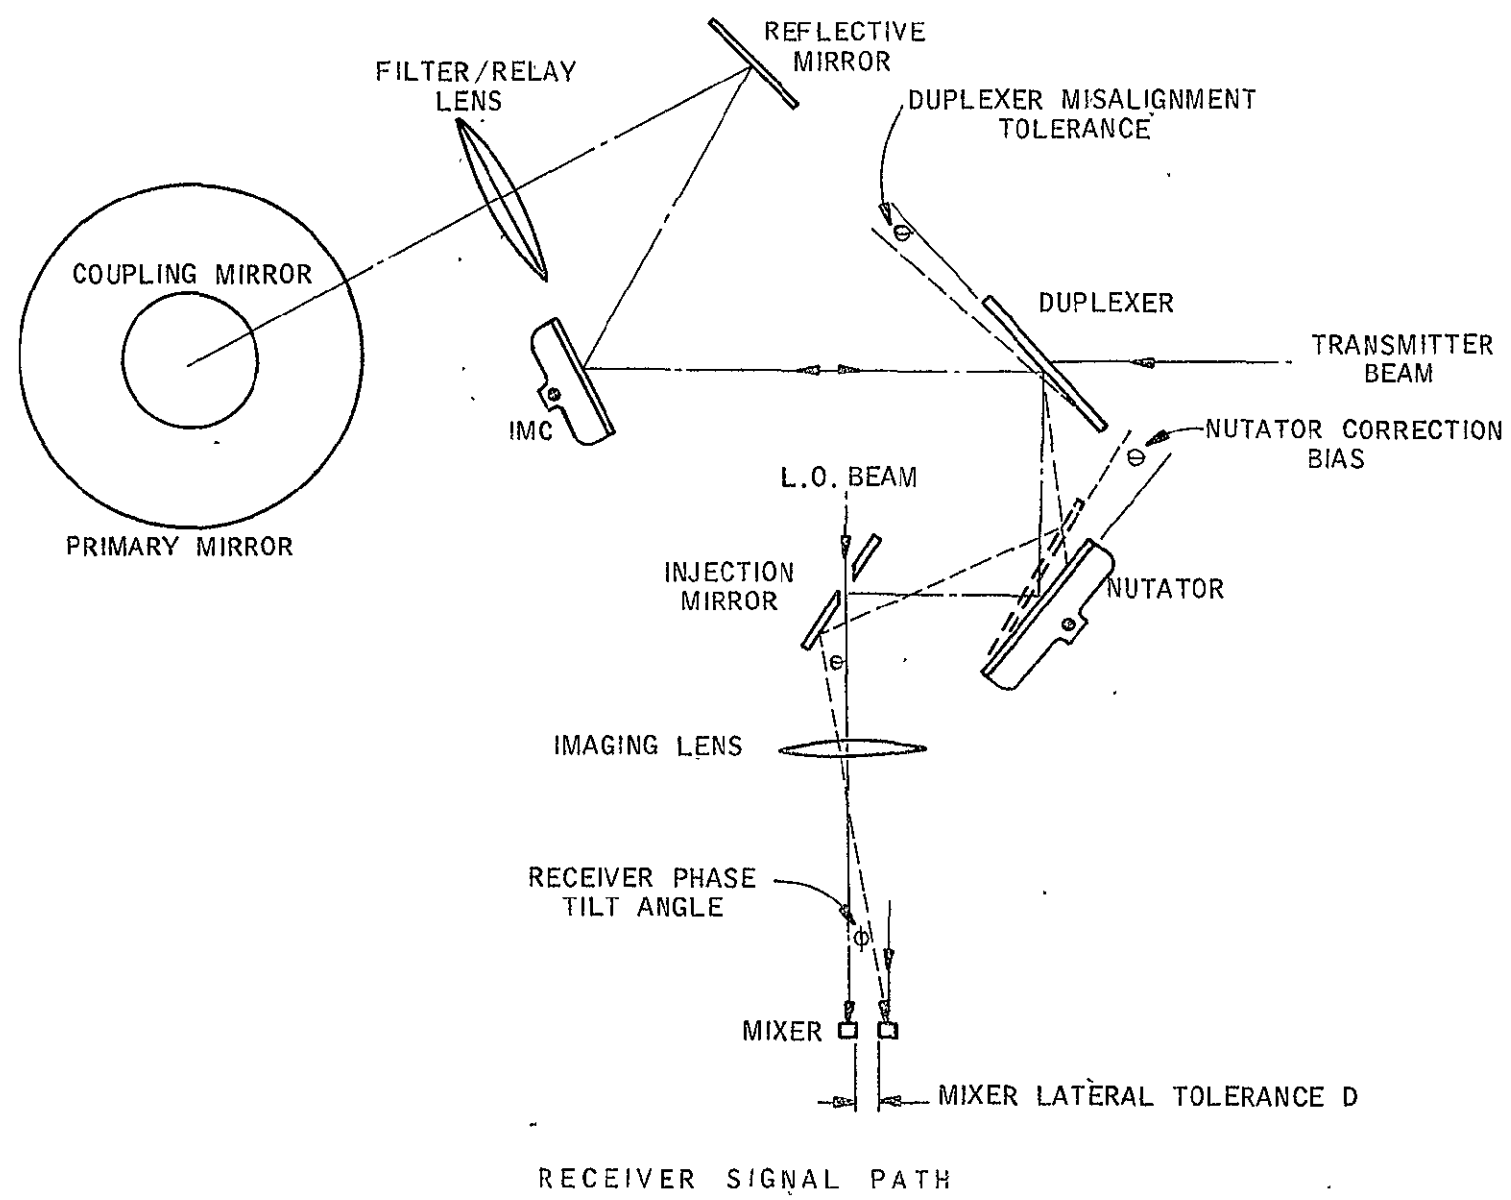 REFLECTIVE
MIRROR
FILTER/RELAY
LENS
DUPLEXER MISALIGNMENT
TOLERANCE
Θ
COUPLING MIRROR
DUPLEXER
TRANSMITTER
BEAM
IMC
NUTATOR CORRECTION
BIAS
Θ
L.O. BEAM
PRIMARY MIRROR
INJECTION
MIRROR
NUTATOR
Θ
IMAGING LENS
RECEIVER PHASE
TILT ANGLE
Φ
MIXER
MIXER LATERAL TOLERANCE D
RECEIVER SIGNAL PATH